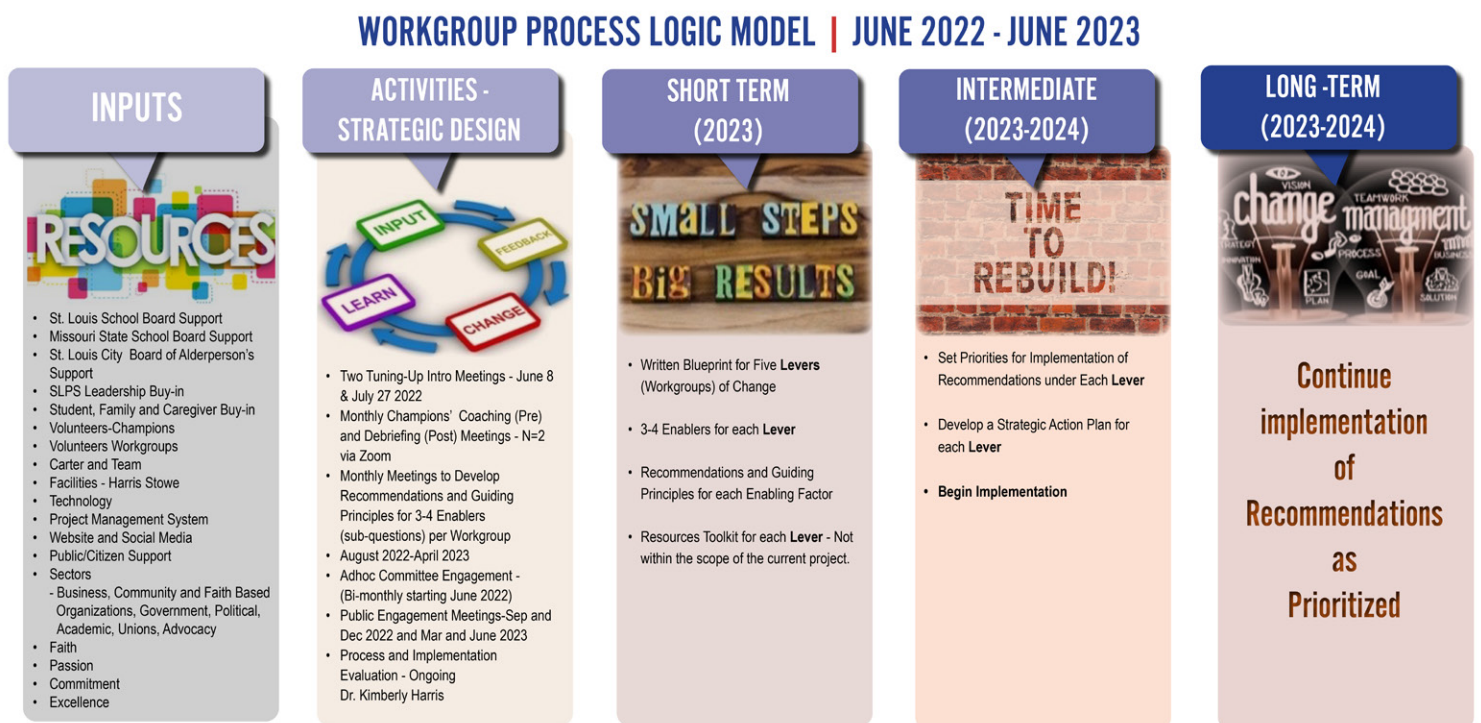 WORKGROUP PROCESS LOGIC MODEL | JUNE 2022 - JUNE 2023
INPUTS
RESOURCES
• St. Louis School Board Support
• Missouri State School Board Support
• St. Louis City Board of Alderperson's
Support
• SLPS Leadership Buy-in
• Student, Family and Caregiver Buy-in
• Volunteers-Champions
• Volunteers Workgroups
• Carter and Team
• Facilities - Harris Stowe
• Technology
• Project Management System
• Website and Social Media
• Public/Citizen Support
• Sectors
- Business, Community and Faith Based
Organizations, Government, Political,
Academic, Unions, Advocacy
• Faith
• Passion
• Commitment
• Excellence
ACTIVITIES -
STRATEGIC DESIGN
INPUT
FEEDBACK
CHANGE
LEARN
• Two Tuning-Up Intro Meetings - June 8
& July 27 2022
• Monthly Champions' Coaching (Pre)
and Debriefing (Post) Meetings - N=2
via Zoom
• Monthly Meetings to Develop
Recommendations and Guiding
Principles for 3-4 Enablers
(sub-questions) per Workgroup
• August 2022-April 2023
• Adhoc Committee Engagement -
(Bi-monthly starting June 2022)
• Public Engagement Meetings-Sep and
Dec 2022 and Mar and June 2023
• Process and Implementation
Evaluation - Ongoing
Dr. Kimberly Harris
SHORT TERM
(2023)
SMall STEPS
BiG RESULTS
• Written Blueprint for Five Levers
(Workgroups) of Change
• 3-4 Enablers for each Lever
• Recommendations and Guiding
Principles for each Enabling Factor
• Resources Toolkit for each Lever - Not
within the scope of the current project.
INTERMEDIATE
(2023-2024)
TIME
TO
REBUILD!
• Set Priorities for Implementation of
Recommendations under Each Lever
• Develop a Strategic Action Plan for
each Lever
• Begin Implementation
LONG -TERM
(2023-2024)
VISION
TEAMWORK
change managment
PROCESS
GOAL
PLAN
SOLUTION
Continue
implementation
of
Recommendations
as
Prioritized